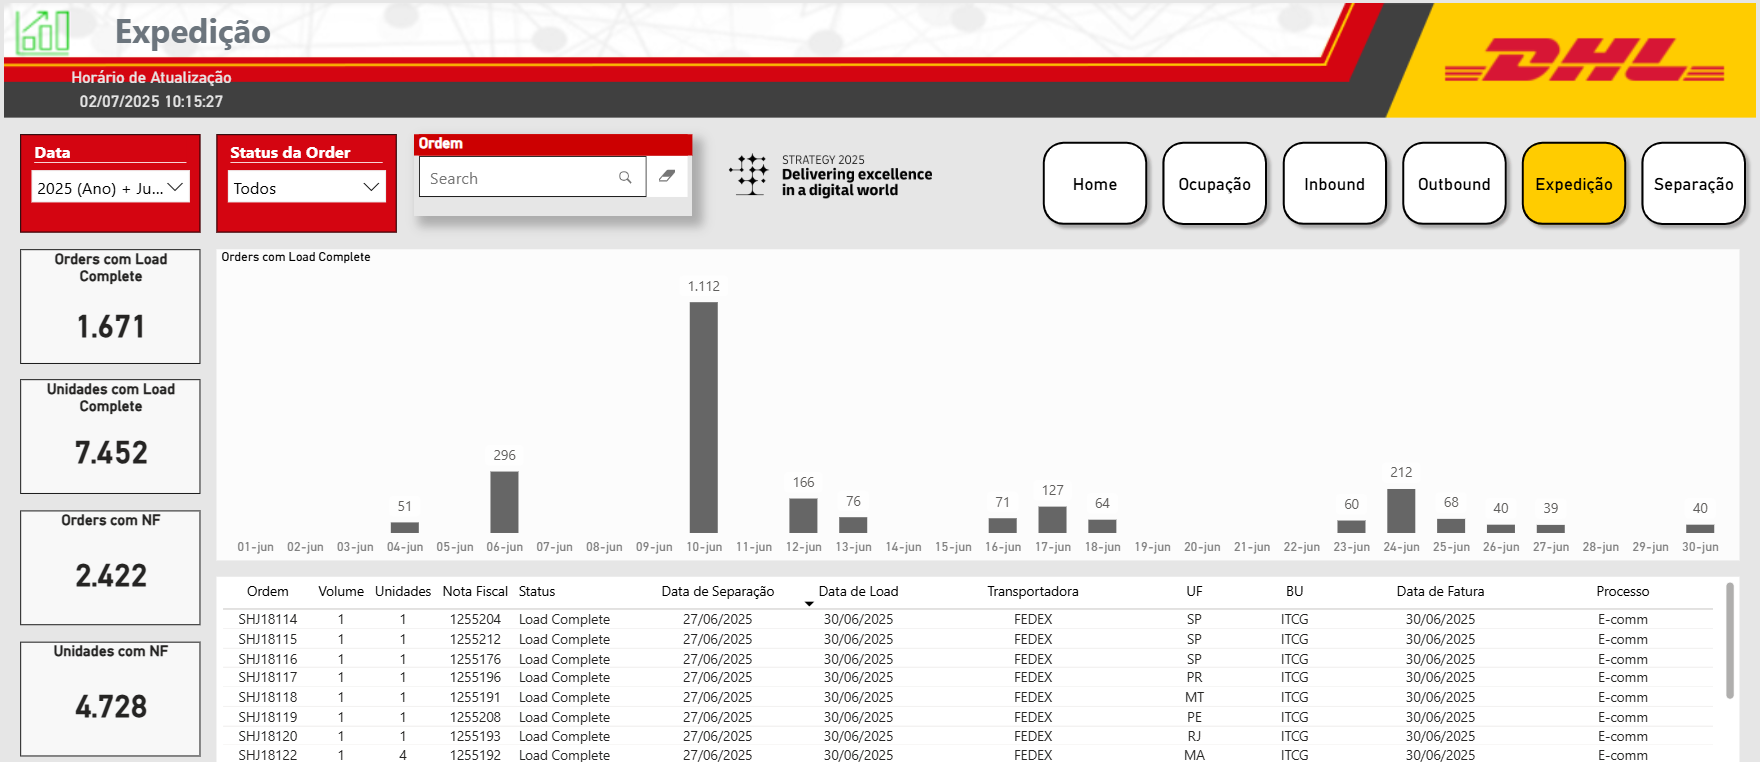 Expedição
Horário de Atualização
02/07/2025 10:15:27
DHL
Data
2025 (Ano) + Ju...
Status da Order
Todos
Ordem
Search
STRATEGY 2025
Delivering excellence
in a digital world
Home
Ocupação
Inbound
Outbound
Expedição
Separação
Orders com Load
Complete
1.671
Unidades com Load
Complete
7.452
Orders com NF
2.422
Unidades com NF
4.728
Orders com Load Complete
51
296
1.112
166
76
71
127
64
60
212
68
40
39
40
01-jun 02-jun 03-jun 04-jun 05-jun 06-jun 07-jun 08-jun 09-jun 10-jun 11-jun 12-jun 13-jun 14-jun 15-jun 16-jun 17-jun 18-jun 19-jun 20-jun 21-jun 22-jun 23-jun 24-jun 25-jun 26-jun 27-jun 28-jun 29-jun 30-jun
Ordem Volume Unidades Nota Fiscal Status Data de Separação Data de Load Transportadora UF BU Data de Fatura Processo
SHJ18114 1 1 1255204 Load Complete 27/06/2025 30/06/2025 FEDEX SP ITCG 30/06/2025 E-comm
SHJ18115 1 1 1255212 Load Complete 27/06/2025 30/06/2025 FEDEX SP ITCG 30/06/2025 E-comm
SHJ18116 1 1 1255176 Load Complete 27/06/2025 30/06/2025 FEDEX SP ITCG 30/06/2025 E-comm
SHJ18117 1 1 1255196 Load Complete 27/06/2025 30/06/2025 FEDEX PR ITCG 30/06/2025 E-comm
SHJ18118 1 1 1255191 Load Complete 27/06/2025 30/06/2025 FEDEX MT ITCG 30/06/2025 E-comm
SHJ18119 1 1 1255208 Load Complete 27/06/2025 30/06/2025 FEDEX PE ITCG 30/06/2025 E-comm
SHJ18120 1 1 1255193 Load Complete 27/06/2025 30/06/2025 FEDEX RJ ITCG 30/06/2025 E-comm
SHJ18122 1 4 1255192 Load Complete 27/06/2025 30/06/2025 FEDEX MA ITCG 30/06/2025 E-comm